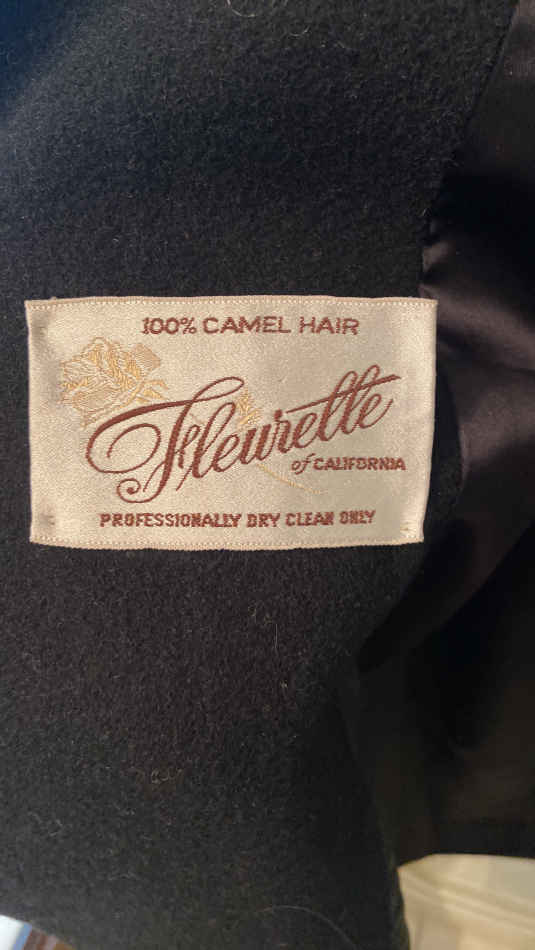 100% CAMEL HAIR
Fleurette
of CALIFORNIA
PROFESSIONALLY DRY CLEAN ONLY